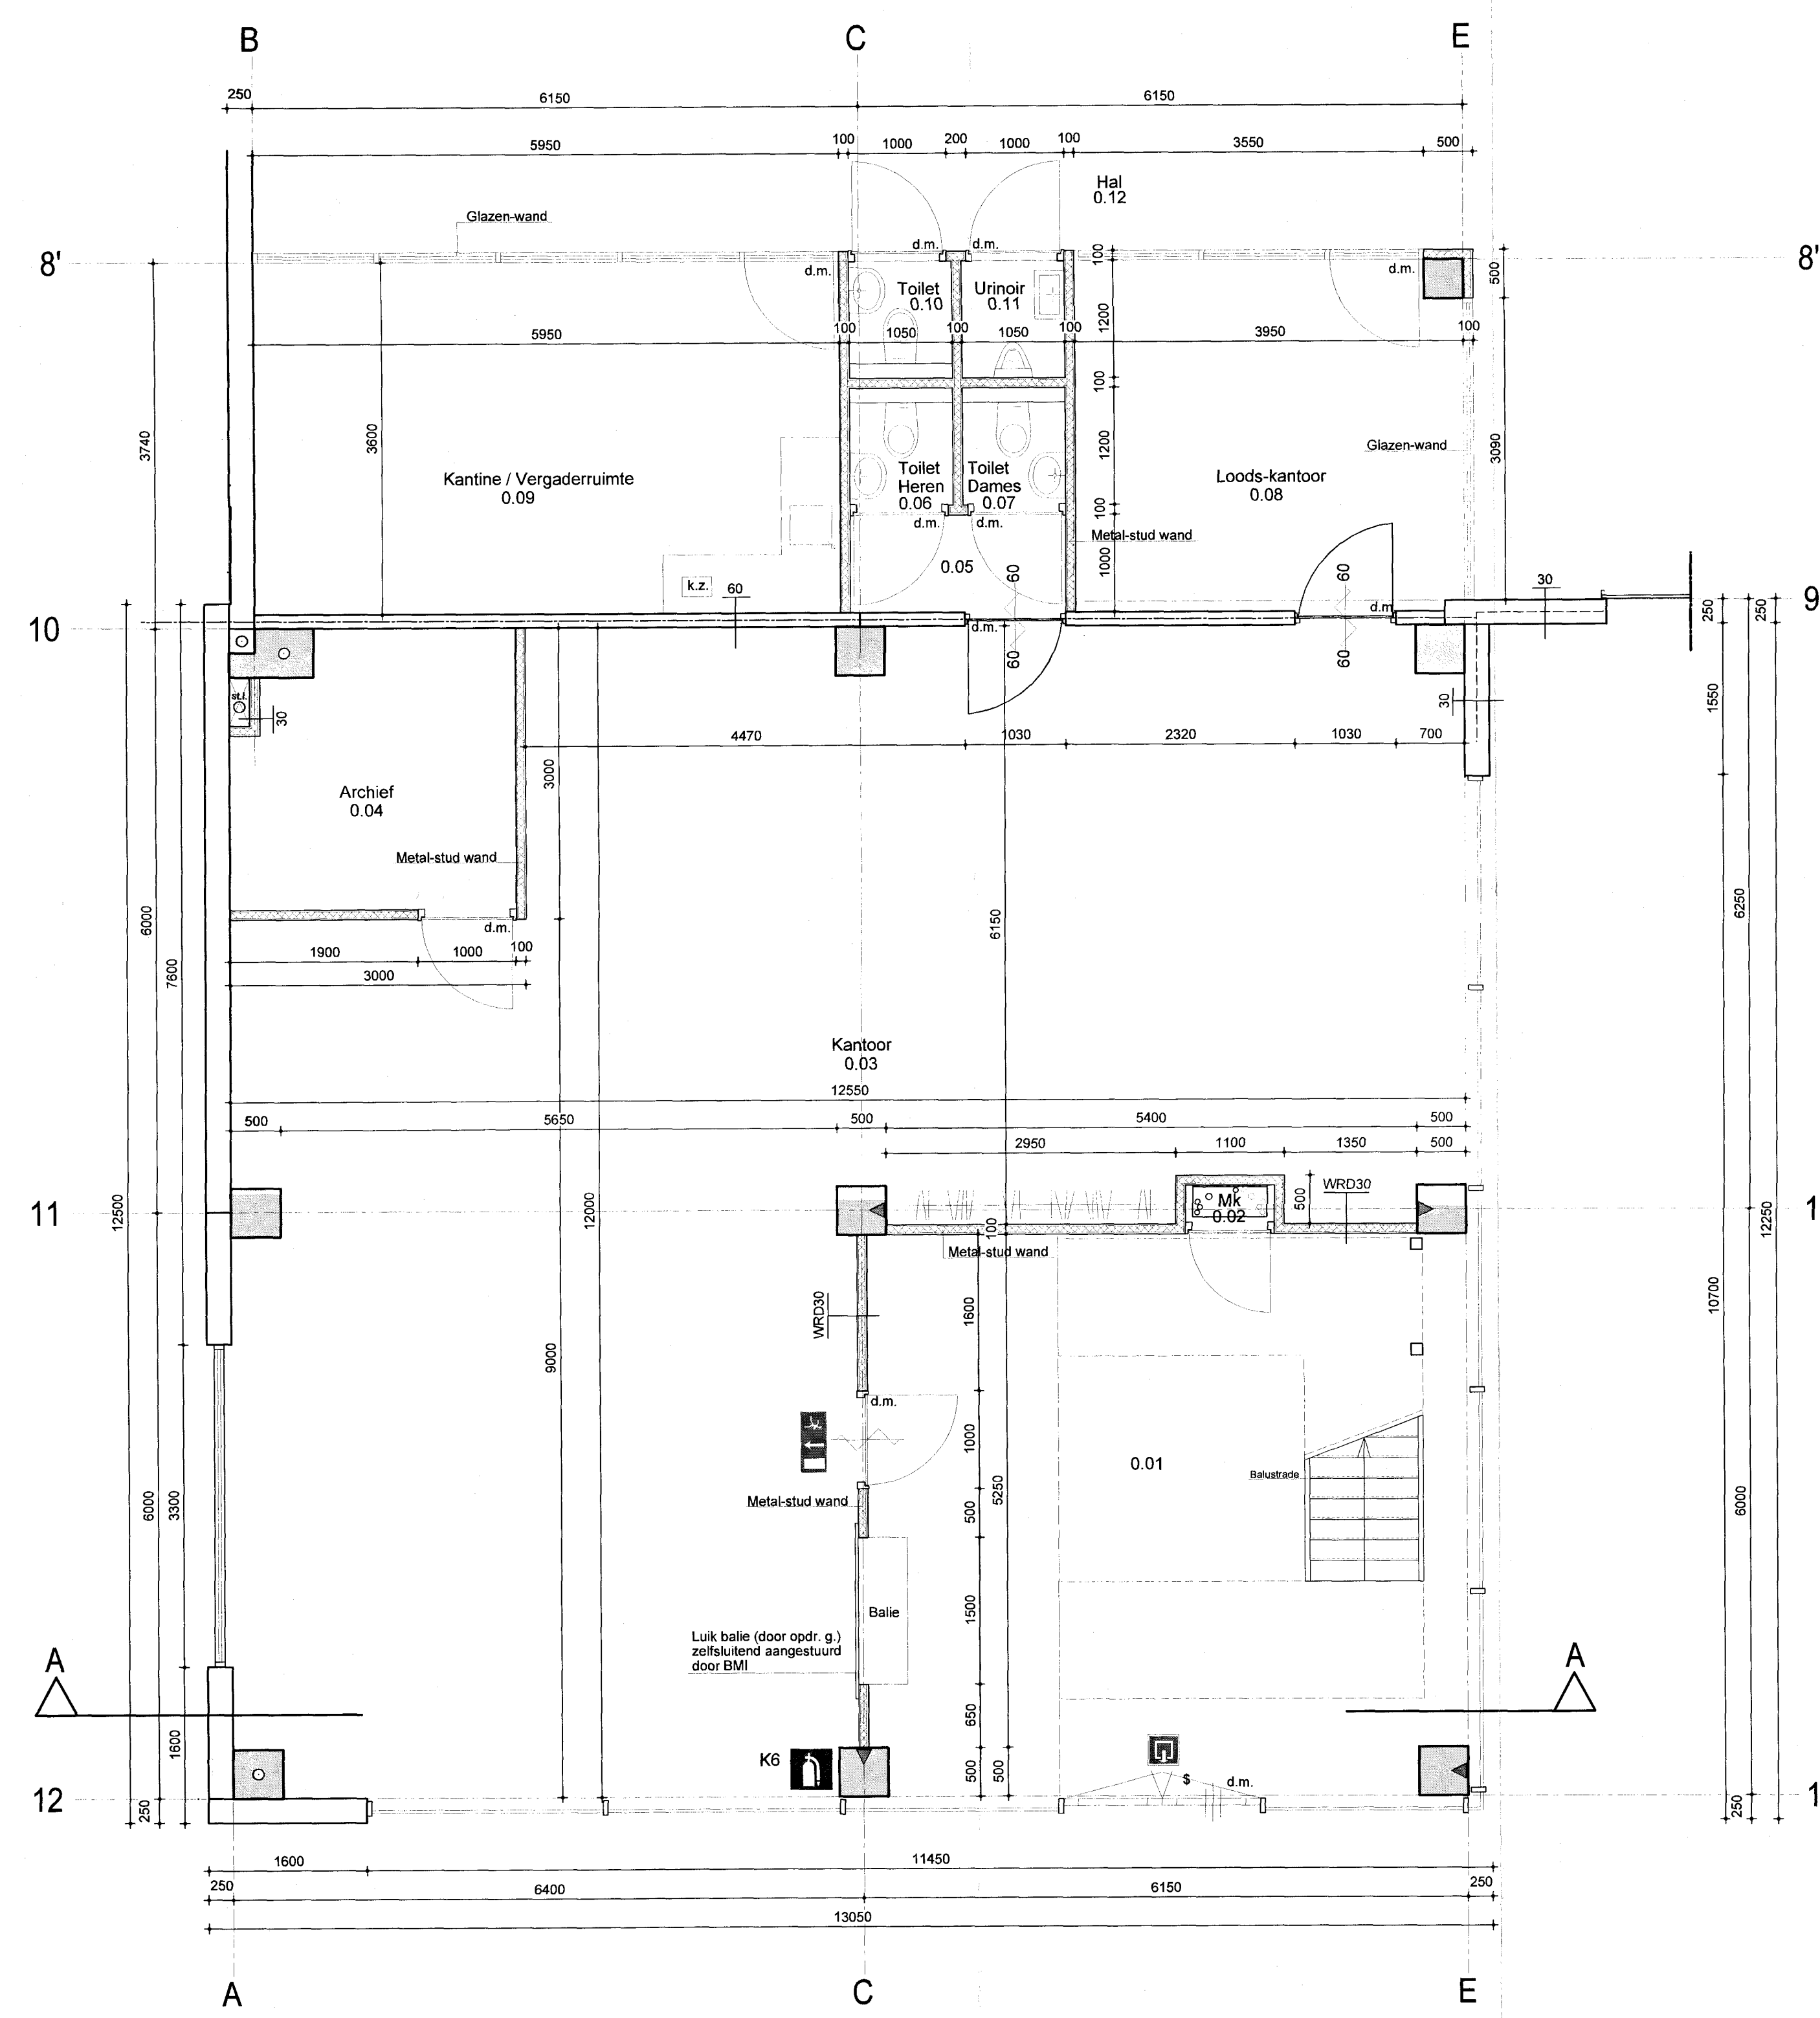 B
C
E
250
6150
6150
5950
100
1000
200
1000
100
3550
500
Hal
0.12
Glazen-wand
d.m.
d.m.
8'
8'
d.m.
d.m.
100
500
Toilet
0.10
Urinoir
0.11
1200
5950
100
1050
100
1050
100
3950
100
100
3740
3600
1200
Glazen-wand
3090
Kantine / Vergaderruimte
0.09
Toilet
Heren
0.06
Toilet
Dames
0.07
Loods-kantoor
0.08
100
d.m.
d.m.
Metal-stud wand
1000
0.05
k.z.
60
60
60
30
d.m.
d.m.
9
250
250
10
60
60
st.l.
30
30
1550
4470
1030
2320
1030
700
3000
Archief
0.04
Metal-stud wand
d.m.
6000
7600
6150
6250
1900
1000
100
3000
Kantoor
0.03
12550
500
5650
500
5400
500
2950
1100
1350
500
12500
12000
11
Mk
0.02
500
WRD30
1
12250
100
Metal-stud wand
WRD30
1600
10700
9000
d.m.
1000
0.01
Balustrade
6000
3300
Metal-stud wand
500
5250
6000
Balie
1500
Luik balie (door opdr. g.)
zelfsluitend aangestuurd
door BMI
A
A
1600
650
K6
500
500
$
d.m.
12
250
250
1
1600
11450
250
6400
6150
250
13050
A
C
E